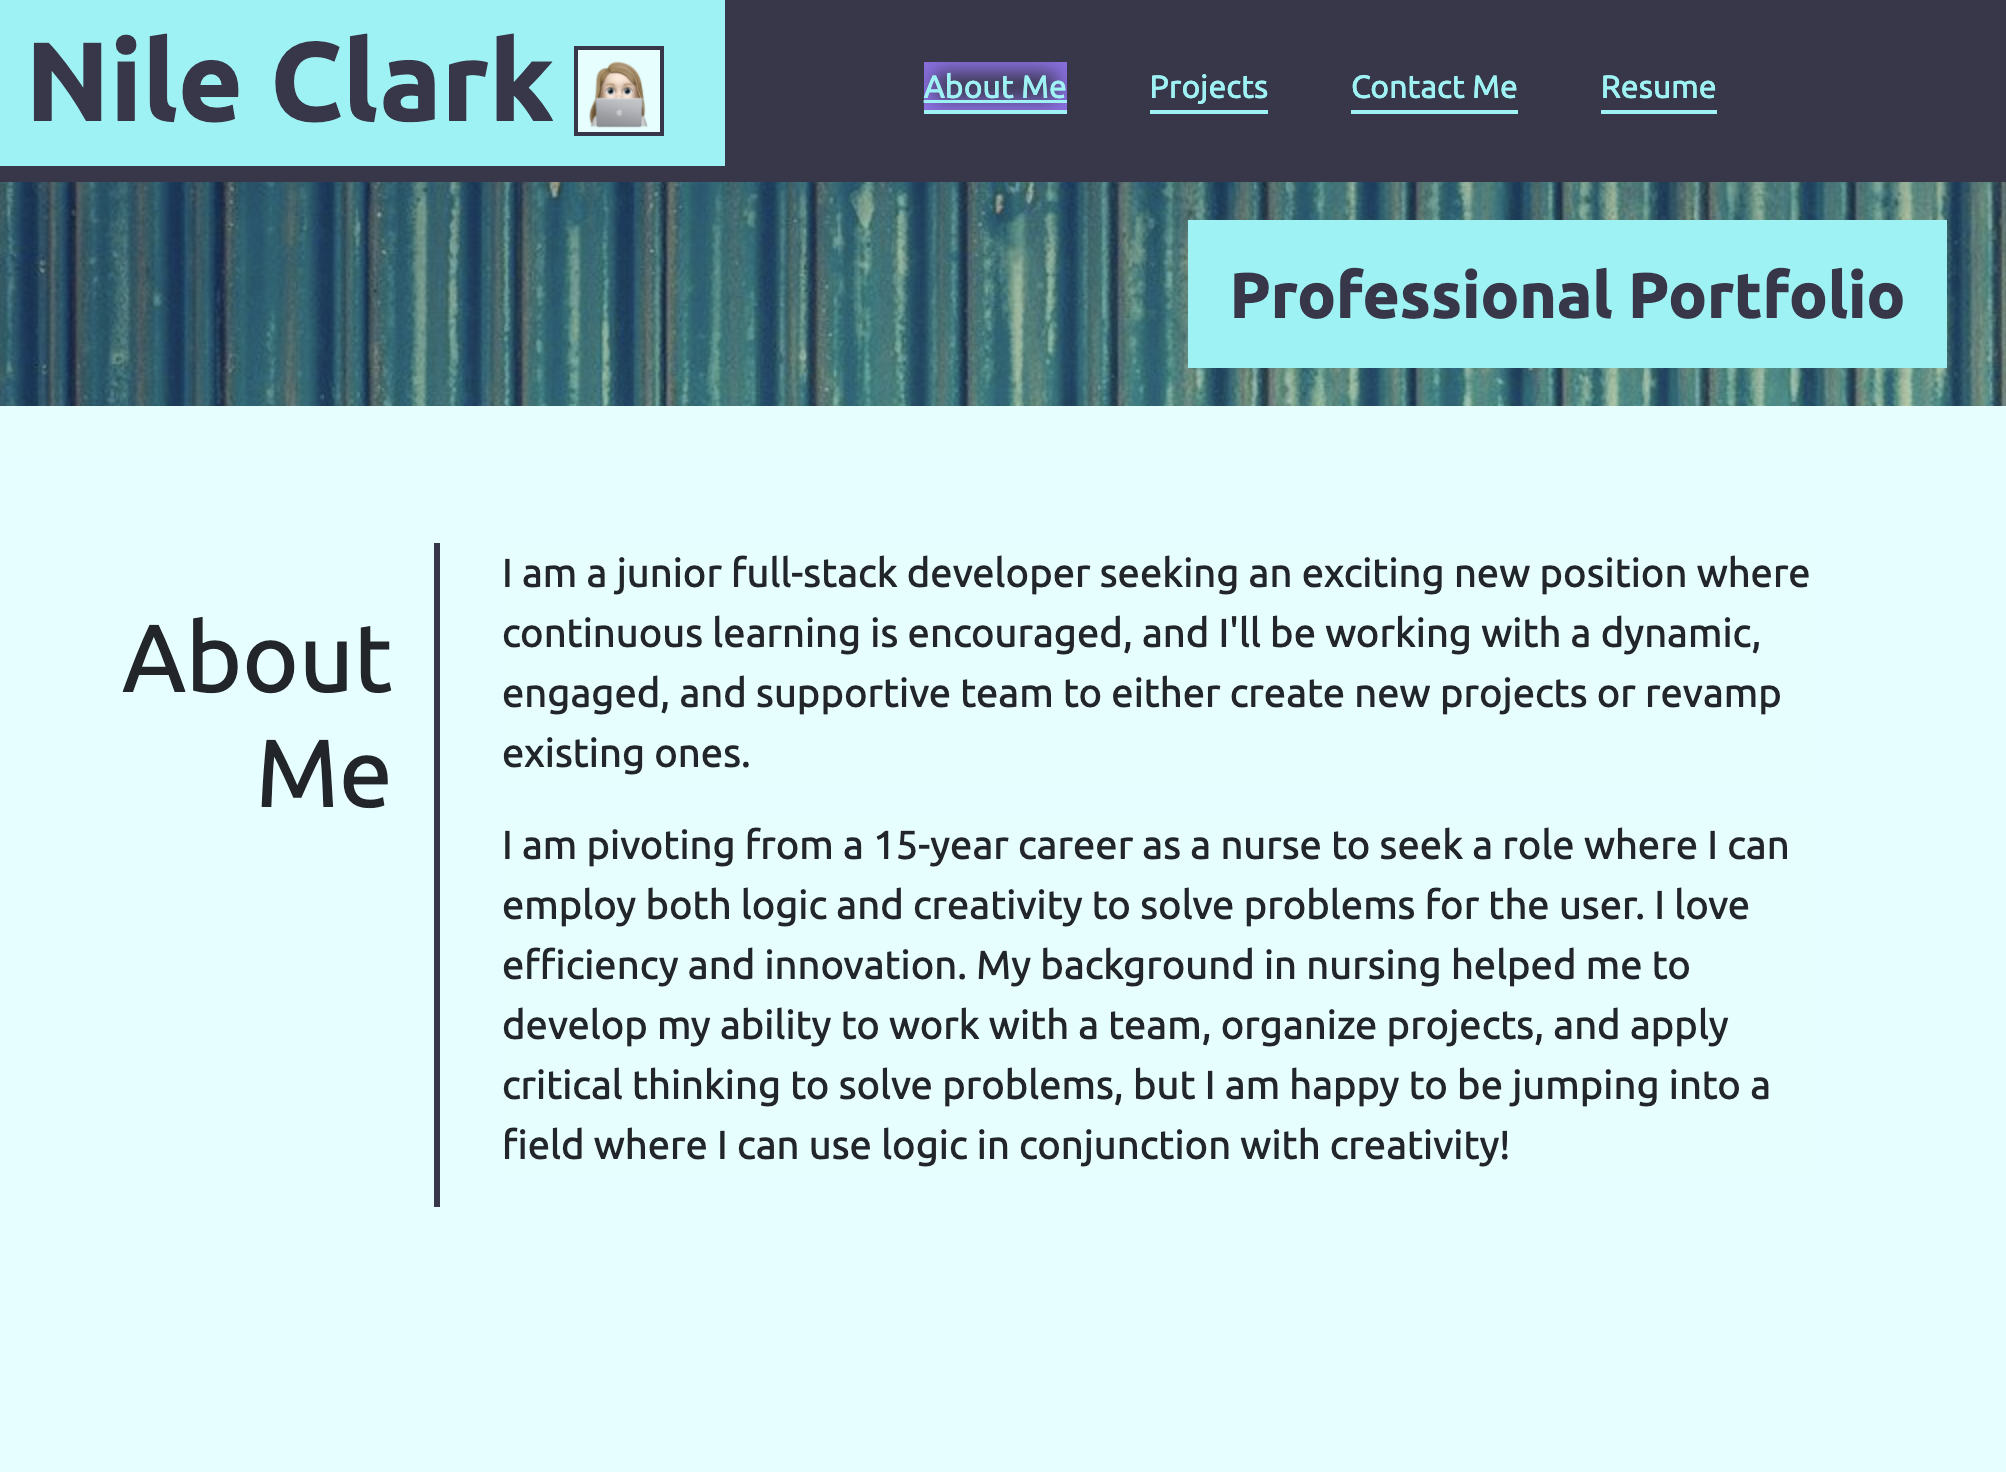 Nile Clark
About Me
Projects
Contact Me
Resume
Professional Portfolio
About
Me
I am a junior full-stack developer seeking an exciting new position where
continuous learning is encouraged, and I'll be working with a dynamic,
engaged, and supportive team to either create new projects or revamp
existing ones.
I am pivoting from a 15-year career as a nurse to seek a role where I can
employ both logic and creativity to solve problems for the user. I love
efficiency and innovation. My background in nursing helped me to
develop my ability to work with a team, organize projects, and apply
critical thinking to solve problems, but I am happy to be jumping into a
field where I can use logic in conjunction with creativity!